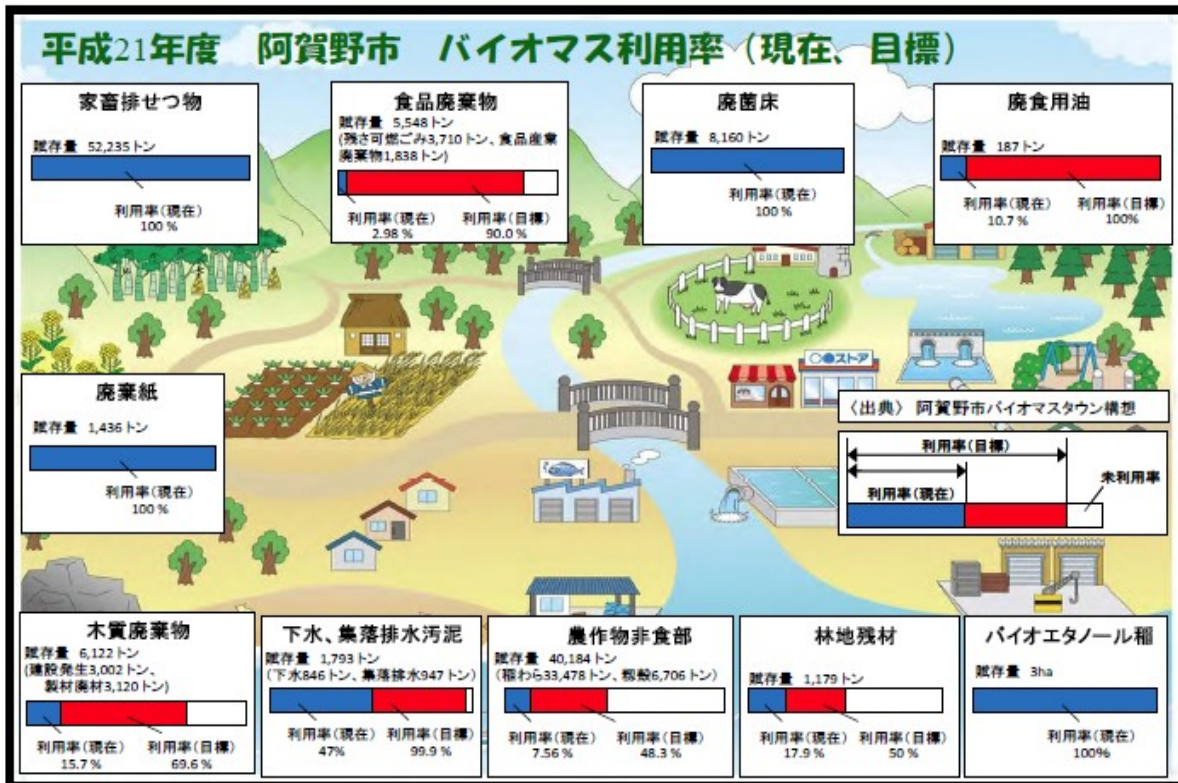 平成21年度　阿賀野市　バイオマス利用率（現在、目標）
家畜排せつ物
賦存量 52,235トン
利用率（現在）
100 %
食品廃棄物
賦存量 5,548トン
(残さ可燃ごみ3,710トン、食品産業
廃棄物1,838トン)
利用率（現在） 利用率（目標）
2.98 % 90.0 %
廃菌床
賦存量 8,160トン
利用率（現在）
100 %
廃食用油
賦存量 187トン
利用率（現在） 利用率（目標）
10.7 % 100%
○●ストア
廃棄紙
賦存量 1,436トン
利用率（現在）
100 %
〈出典〉 阿賀野市バイオマスタウン構想
利用率（目標）
利用率（現在）
未利用率
木質廃棄物
賦存量 6,122トン
(建設発生3,002トン、
製材廃材3,120トン)
利用率（現在） 利用率（目標）
15.7 % 69.6 %
下水、集落排水汚泥
賦存量 1,793トン
(下水846トン、集落排水947トン)
利用率（現在） 利用率（目標）
47% 99.9 %
農作物非食部
賦存量 40,184トン
(稲わら33,478トン、籾殻6,706トン)
利用率（現在） 利用率（目標）
7.56 % 48.3 %
林地残材
賦存量 1,179トン
利用率（現在） 利用率（目標）
17.9 % 50 %
バイオエタノール稲
賦存量 3ha
利用率（現在）
100%